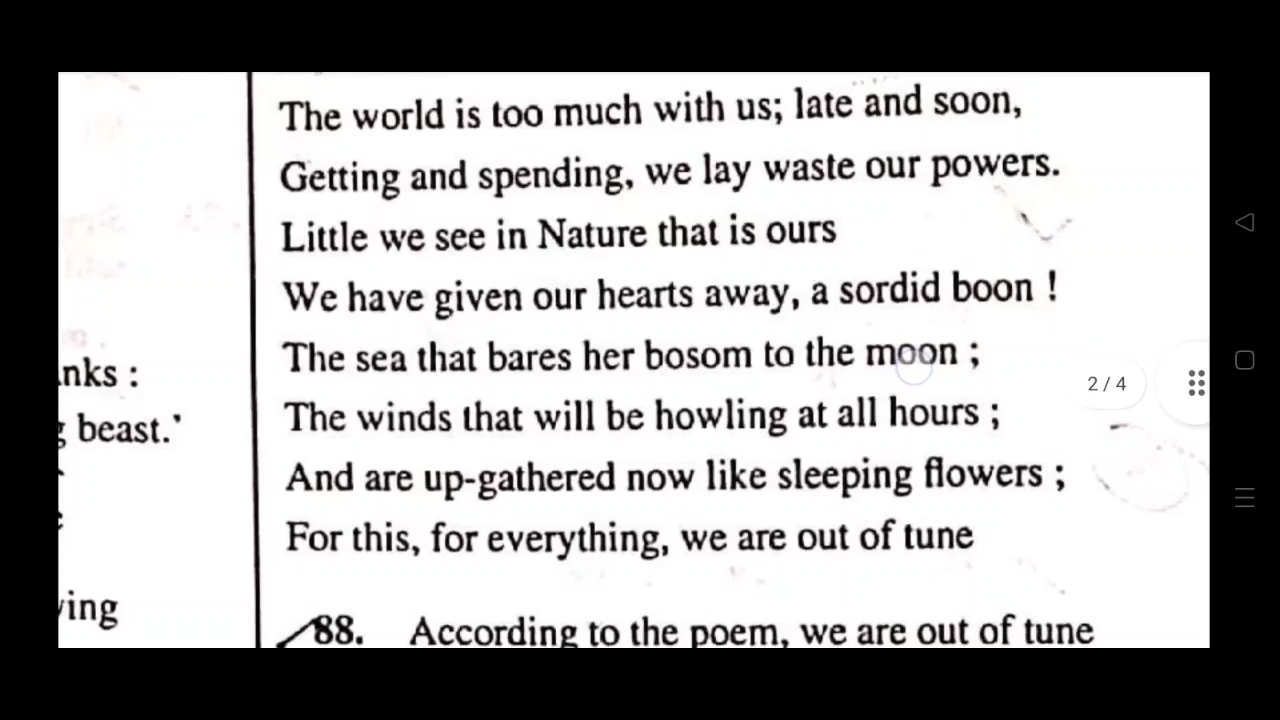 The world is too much with us; late and soon,
Getting and spending, we lay waste our powers.
Little we see in Nature that is ours
We have given our hearts away, a sordid boon !
The sea that bares her bosom to the moon ;
The winds that will be howling at all hours ;
And are up-gathered now like sleeping flowers ;
For this, for everything, we are out of tune
88. According to the poem, we are out of tune
nks :
beast.'
ing
2 / 4